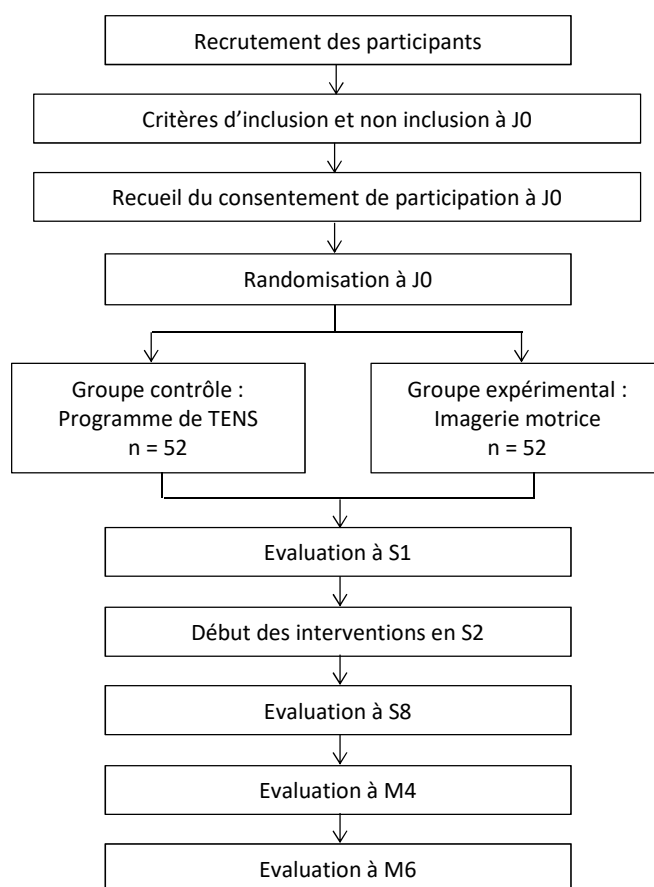 Recrutement des participants
Critères d’inclusion et non inclusion à J0
Recueil du consentement de participation à J0
Randomisation à J0
Groupe contrôle :
Programme de TENS
n = 52
Groupe expérimental :
Imagerie motrice
n = 52
Evaluation à S1
Début des interventions en S2
Evaluation à S8
Evaluation à M4
Evaluation à M6